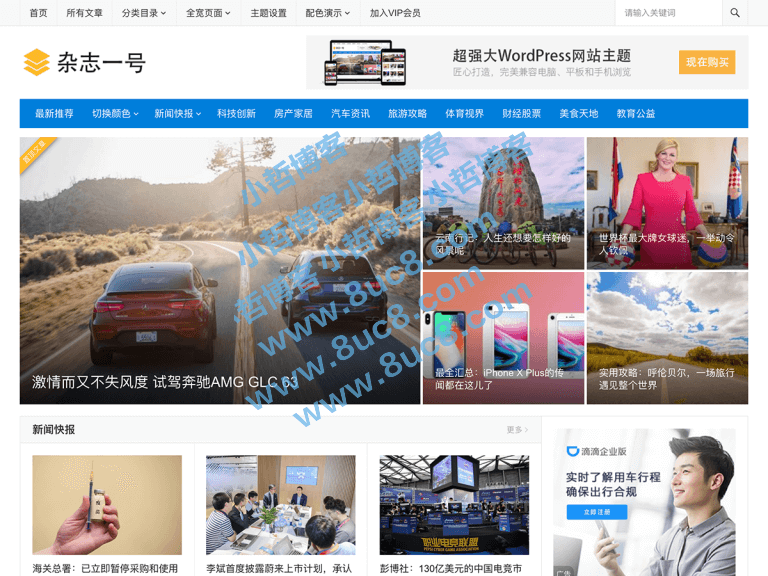 首页 所有文章 分类目录 全宽页面 主题设置 配色演示 加入VIP会员 请输入关键词
杂志一号
超强大WordPress网站主题
匠心打造，完美兼容电脑、平板和手机浏览
现在购买
最新推荐 切换颜色 新闻快报 科技创新 房产家居 汽车资讯 旅游攻略 体育视界 财经股票 美食天地 教育公益
激情而又不失风度 试驾奔驰AMG GLC 63
云南行记：人生还想要怎样好的
风景呢
世界杯最大牌女球迷，一举动令
人钦佩
最全汇总：iPhone X Plus的传
闻都在这儿了
实用攻略：呼伦贝尔，一场旅行
遇见整个世界
小哲博客
小哲博客
小哲博客
小哲博客
小哲博客
哲博客
www.8uc8.com
www.8uc8.com
www.8uc8.com
新闻快报 更多
海关总署：已立即暂停采购和使用
李斌首度披露蔚来上市计划，承认
职业电竞联盟
彭博社：130亿美元的中国电竞市
滴滴企业版
实时了解用车行程
确保出行合规
立即注册
广告